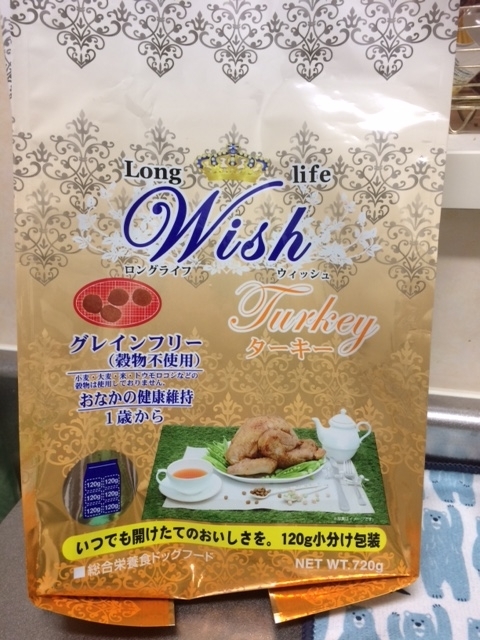 Long life
Wish
ロングライフ ウィッシュ
Turkey
ターキー
グレインフリー
(穀物不使用)
小麦・大麦・米・トウモロコシなどの
穀物は使用しておりません。
おなかの健康維持
1歳から
120g 120g
120g 120g
120g 120g
いつでも開けたてのおいしさを。120g小分け包装
■総合栄養食ドッグフード
NET WT.720g